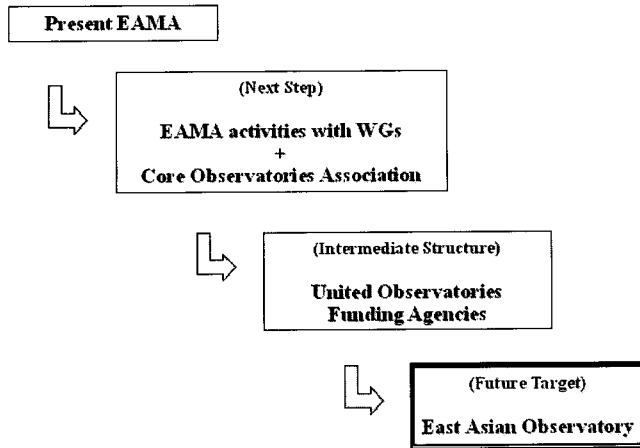 Present EAMA
(Next Step)
EAMA activities with WGs
+
Core Observatories Association
(Intermediate Structure)
United Observatories
Funding Agencies
(Future Target)
East Asian Observatory